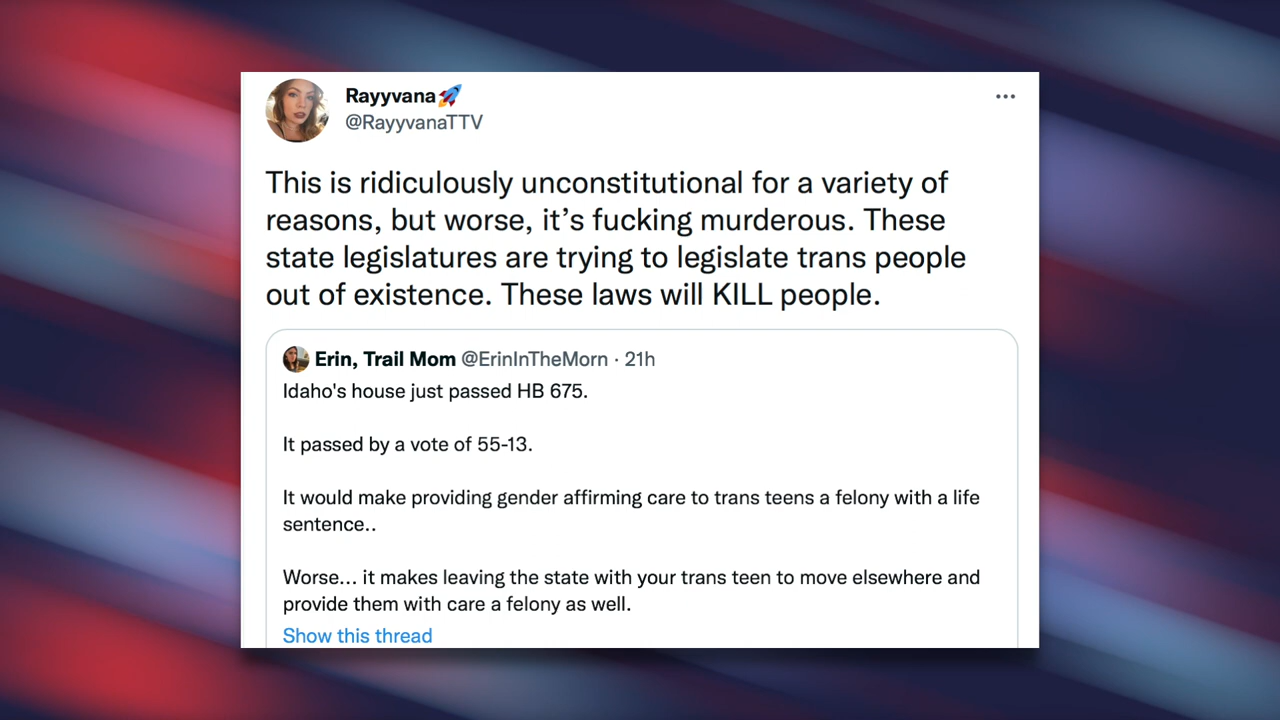 Rayyvana🚀
@RayyvanaTTV
This is ridiculously unconstitutional for a variety of
reasons, but worse, it’s fucking murderous. These
state legislatures are trying to legislate trans people
out of existence. These laws will KILL people.
Erin, Trail Mom @ErinInTheMorn · 21h
Idaho's house just passed HB 675.
It passed by a vote of 55-13.
It would make providing gender affirming care to trans teens a felony with a life
sentence..
Worse... it makes leaving the state with your trans teen to move elsewhere and
provide them with care a felony as well.
Show this thread